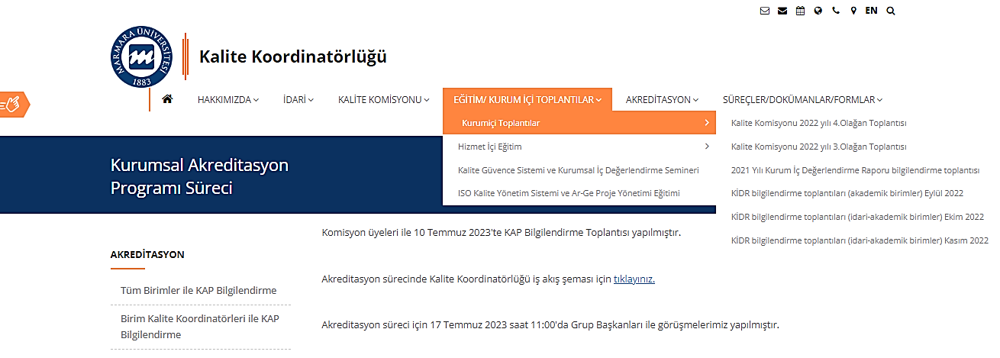 EN
MARMARA ÜNİVERSİTESİ
m
1883
Kalite Koordinatörlüğü
HAKKIMIZDA
İDARİ
KALİTE KOMİSYONU
EĞİTİM/ KURUM İÇİ TOPLANTILAR
AKREDİTASYON
SÜREÇLER/DOKÜMANLAR/FORMLAR
Kurumiçi Toplantılar
Hizmet İçi Eğitim
Kalite Güvence Sistemi ve Kurumsal İç Değerlendirme Semineri
ISO Kalite Yönetim Sistemi ve Ar-Ge Proje Yönetimi Eğitimi
Kalite Komisyonu 2022 yılı 4.Olağan Toplantısı
Kalite Komisyonu 2022 yılı 3.Olağan Toplantısı
2021 Yılı Kurum İç Değerlendirme Raporu bilgilendirme toplantısı
KİDR bilgilendirme toplantıları (akademik birimler) Eylül 2022
KİDR bilgilendirme toplantıları (idari-akademik birimler) Ekim 2022
KİDR bilgilendirme toplantıları (idari-akademik birimler) Kasım 2022
Kurumsal Akreditasyon
Programı Süreci
AKREDİTASYON
Tüm Birimler ile KAP Bilgilendirme
Birim Kalite Koordinatörleri ile KAP
Bilgilendirme
Komisyon üyeleri ile 10 Temmuz 2023'te KAP Bilgilendirme Toplantısı yapılmıştır.
Akreditasyon sürecinde Kalite Koordinatörlüğü iş akış şeması için tıklayınız.
Akreditasyon süreci için 17 Temmuz 2023 saat 11:00'da Grup Başkanları ile görüşmelerimiz yapılmıştır.